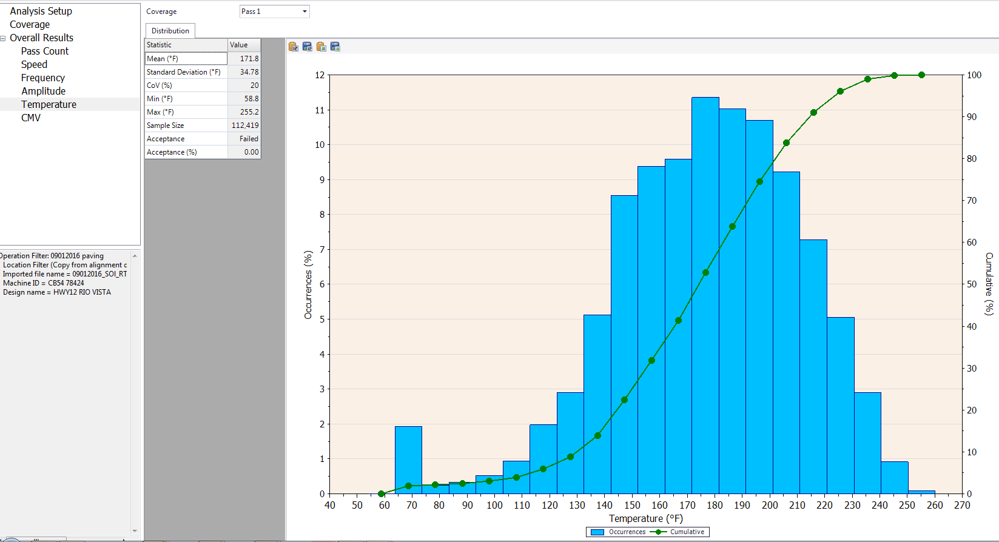 Analysis Setup
Coverage
Overall Results
Pass Count
Speed
Frequency
Amplitude
Temperature
CMV
Operation Filter: 09012016 paving
Location Filter (Copy from alignment
Imported file name = 09012016_SOI_RT
Machine ID = CB54 78424
Design name = HWY12 RIO VISTA
Coverage Pass 1
Distribution
Statistic Value
Mean (°F) 171.8
Standard Deviation (°F) 34.78
CoV (%) 20
Min (°F) 58.8
Max (°F) 255.2
Sample Size 112,419
Acceptance Failed
Acceptance (%) 0.00
12
11
10
9
8
7
6
5
4
3
2
1
0
Occurrences (%)
100
90
80
70
60
50
40
30
20
10
0
Cumulative (%)
40 50 60 70 80 90 100 110 120 130 140 150 160 170 180 190 200 210 220 230 240 250 260 270
Temperature (°F)
Occurrences Cumulative